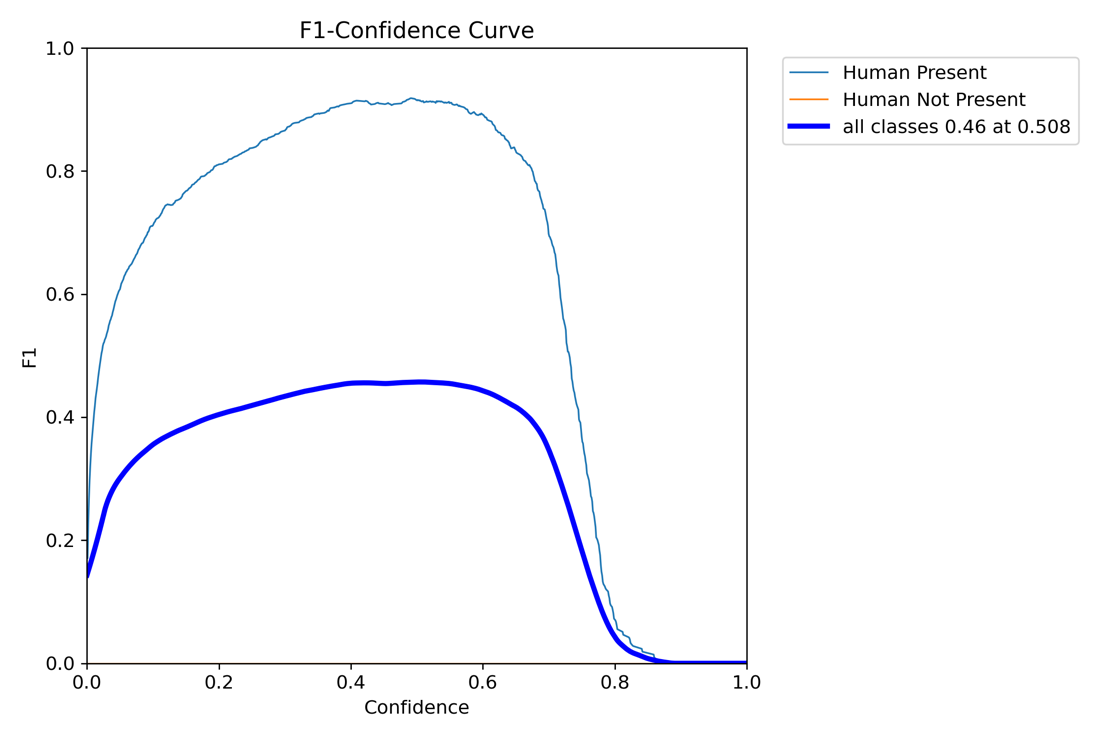 F1-Confidence Curve
1.0
0.8
0.6
0.4
0.2
0.0
F1
0.0 0.2 0.4 0.6 0.8 1.0
Confidence
Human Present
Human Not Present
all classes 0.46 at 0.508